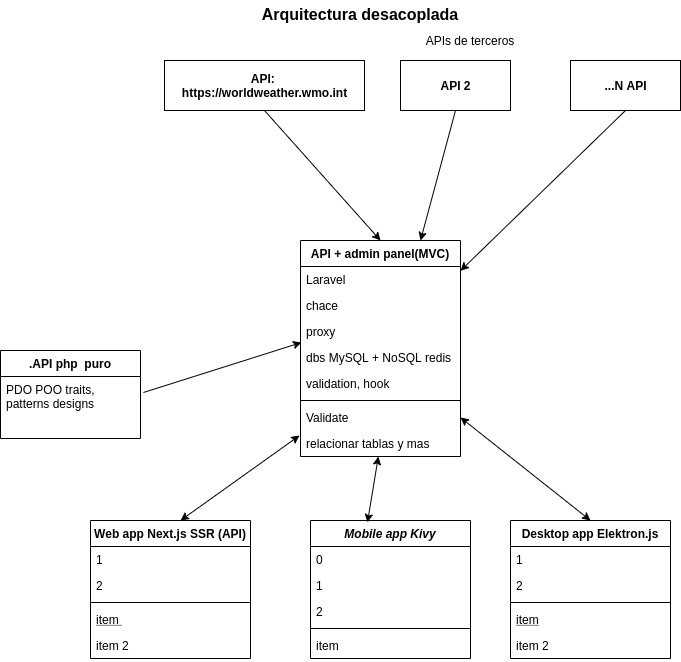 Arquitectura desacoplada
APIs de terceros
API:
https://worldweather.wmo.int
API 2
...N API
API + admin panel(MVC)
Laravel
chace
proxy
dbs MySQL + NoSQL redis
validation, hook
Validate
relacionar tablas y mas
.API php  puro
PDO POO traits,
patterns designs
Web app Next.js SSR (API)
1
2
item
item 2
Mobile app Kivy
0
1
2
item
Desktop app Elektron.js
1
2
item
item 2